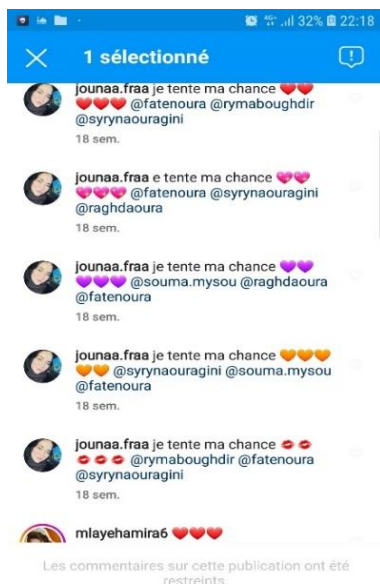 4G+ 32% 22:18
1 sélectionné
jounaa.fraa je tente ma chance ❤️❤️
❤️❤️❤️ @fatenoura @rymaboughdir
@syrynaouragini
18 sem.
jounaa.fraa e tente ma chance 💖💖
💖💖💖 @fatenoura @syrynaouragini
@raghdaoura
18 sem.
jounaa.fraa je tente ma chance 💜💜
💜💜💜 @souma.mysou @raghdaoura
@fatenoura
18 sem.
jounaa.fraa je tente ma chance 🧡🧡🧡
🧡🧡 @syrynaouragini @souma.mysou
@fatenoura
18 sem.
jounaa.fraa je tente ma chance 💋💋
💋💋💋 @rymaboughdir @fatenoura
@syrynaouragini
18 sem.
mlayehamira6 ❤️❤️❤️
Les commentaires sur cette publication ont été
restreints